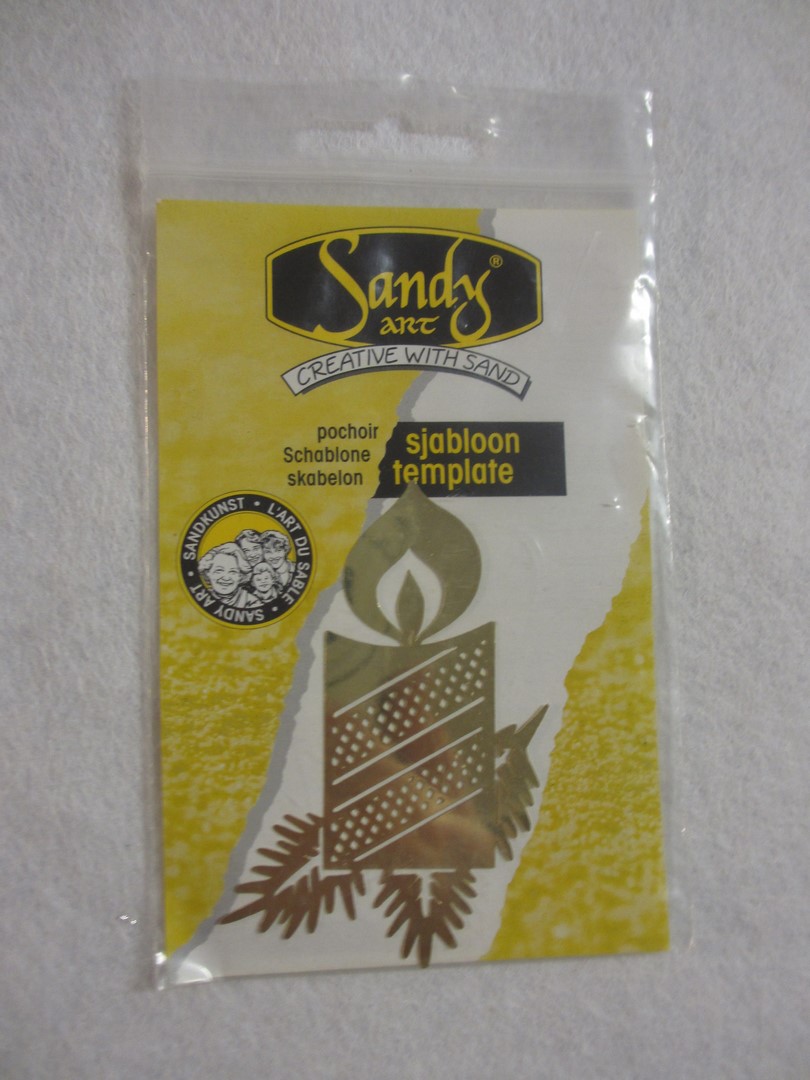 Sandy®
ART
CREATIVE WITH SAND
pochoir
Schablone
skabelon
sjabloon
template
SANDKUNST • L'ART DU SABLE • SANDY ART •